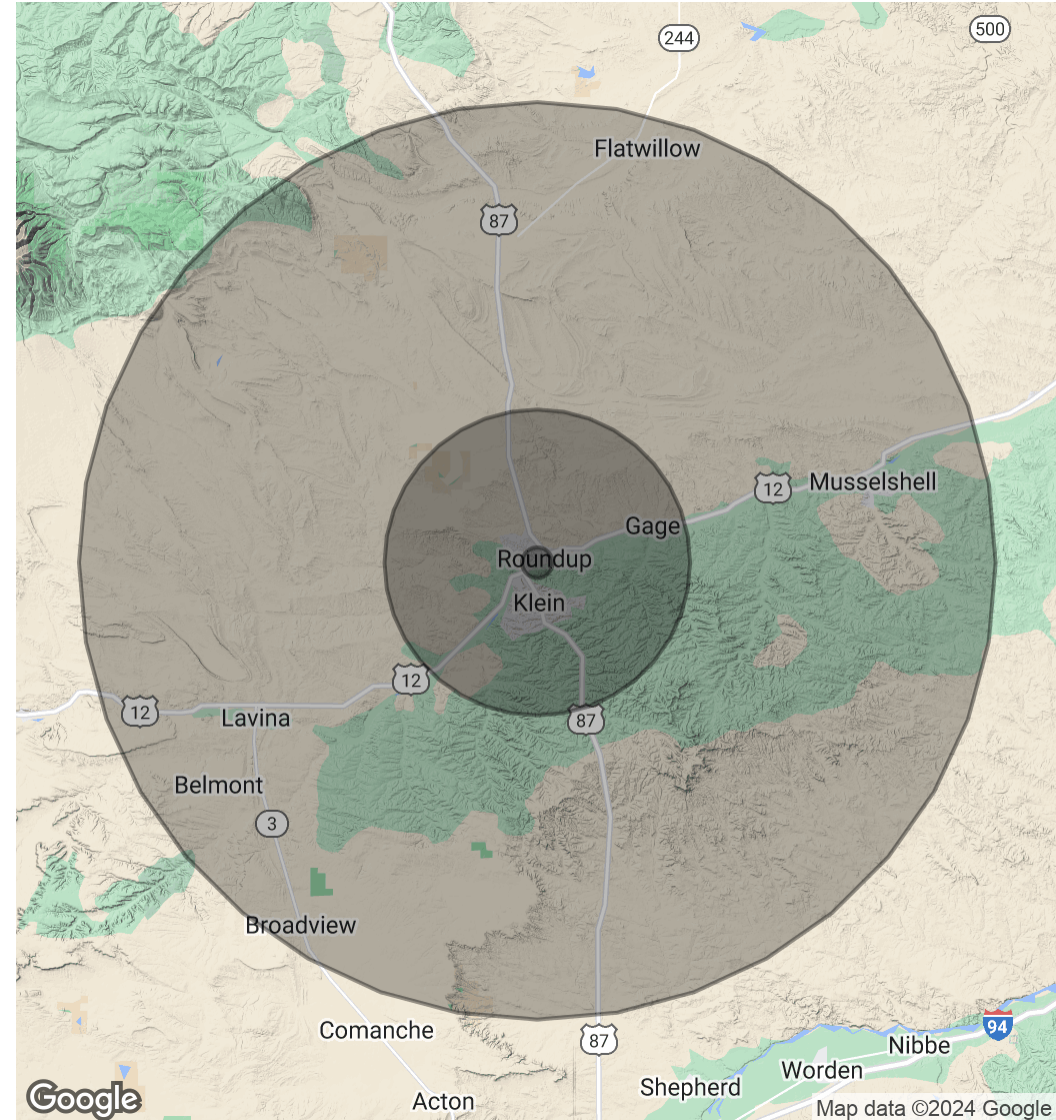 244
500
Flatwillow
87
Musselshell
12
Gage
Roundup
Klein
12
12
Lavina
87
Belmont
3
Broadview
Comanche
87
94
Nibbe
Worden
Shepherd
Acton
Google
Map data ©2024 Google